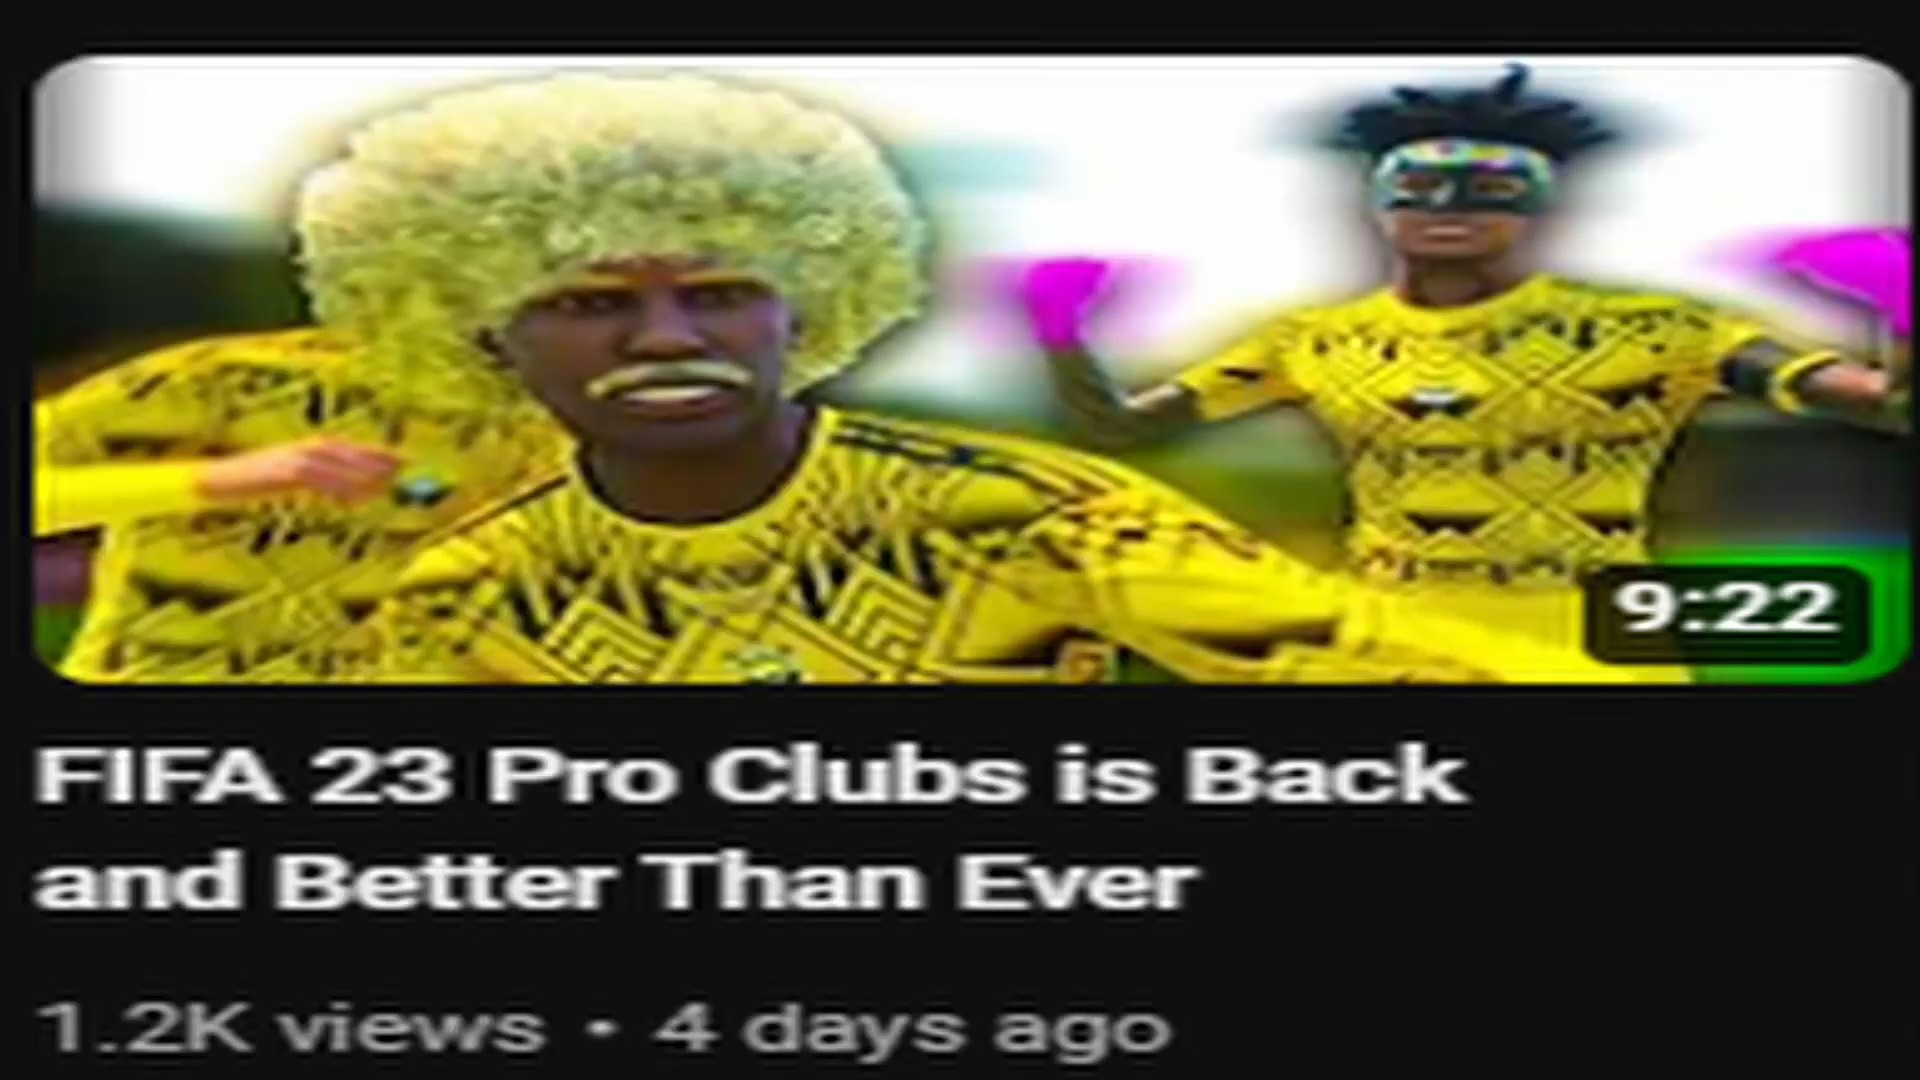 9:22
FIFA 23 Pro Clubs is Back
and Better Than Ever
1.2K views • 4 days ago